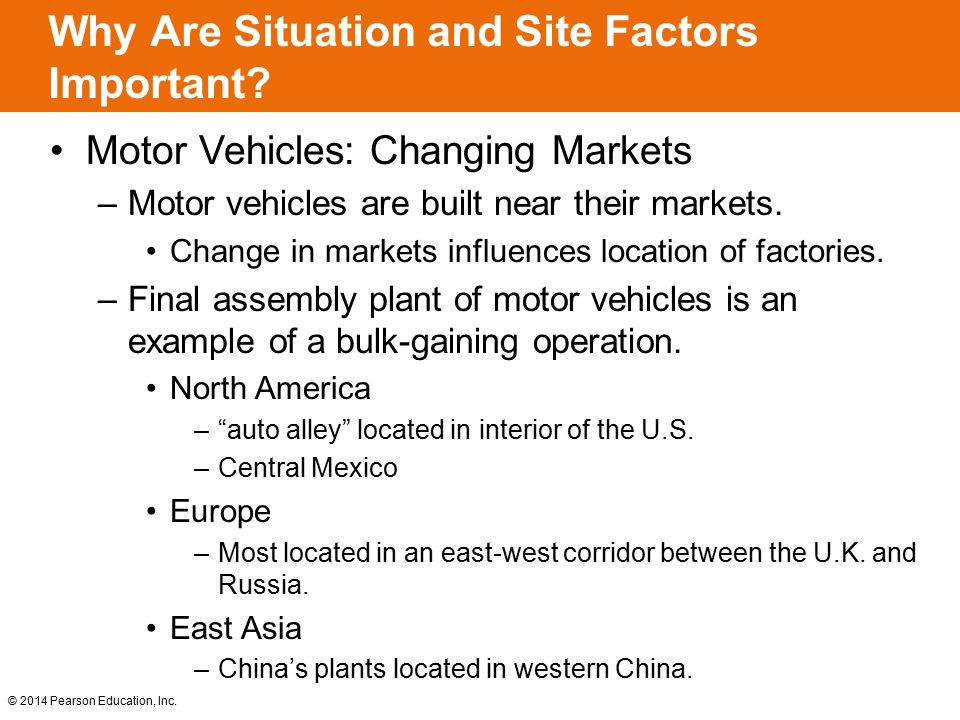 Why Are Situation and Site Factors
Important?
• Motor Vehicles: Changing Markets
– Motor vehicles are built near their markets.
• Change in markets influences location of factories.
– Final assembly plant of motor vehicles is an
example of a bulk-gaining operation.
• North America
– “auto alley” located in interior of the U.S.
– Central Mexico
• Europe
– Most located in an east-west corridor between the U.K. and
Russia.
• East Asia
– China’s plants located in western China.
© 2014 Pearson Education, Inc.